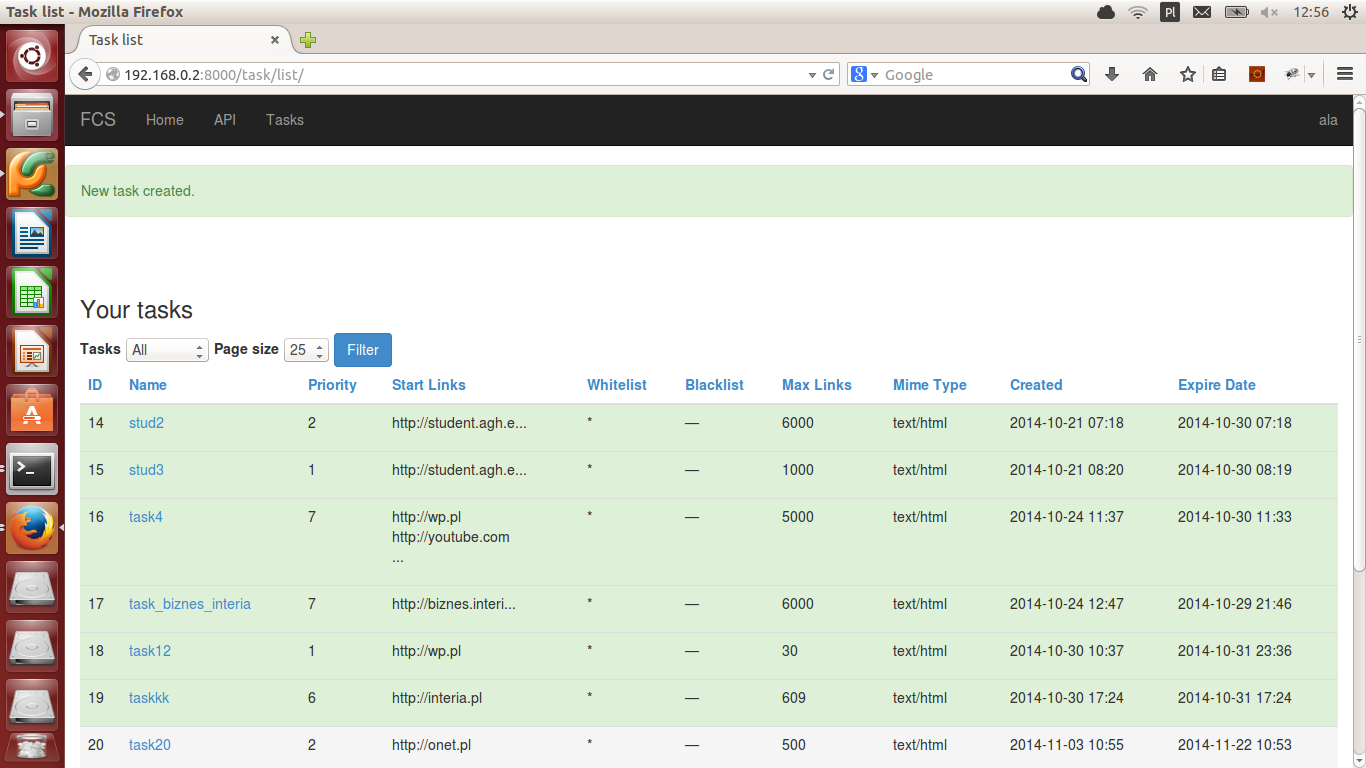 Task list - Mozilla Firefox
Pl
12:56
Task list
192.168.0.2:8000/task/list/
Google
FCS Home API Tasks ala
New task created.
Your tasks
Tasks All Page size 25 Filter
ID Name Priority Start Links Whitelist Blacklist Max Links Mime Type Created Expire Date
14 stud2 2 http://student.agh.e... * — 6000 text/html 2014-10-21 07:18 2014-10-30 07:18
15 stud3 1 http://student.agh.e... * — 1000 text/html 2014-10-21 08:20 2014-10-30 08:19
16 task4 7 http://wp.pl * — 5000 text/html 2014-10-24 11:37 2014-10-30 11:33
http://youtube.com
...
17 task_biznes_interia 7 http://biznes.interi... * — 6000 text/html 2014-10-24 12:47 2014-10-29 21:46
18 task12 1 http://wp.pl * — 30 text/html 2014-10-30 10:37 2014-10-31 23:36
19 taskkk 6 http://interia.pl * — 609 text/html 2014-10-30 17:24 2014-10-31 17:24
20 task20 2 http://onet.pl * — 500 text/html 2014-11-03 10:55 2014-11-22 10:53